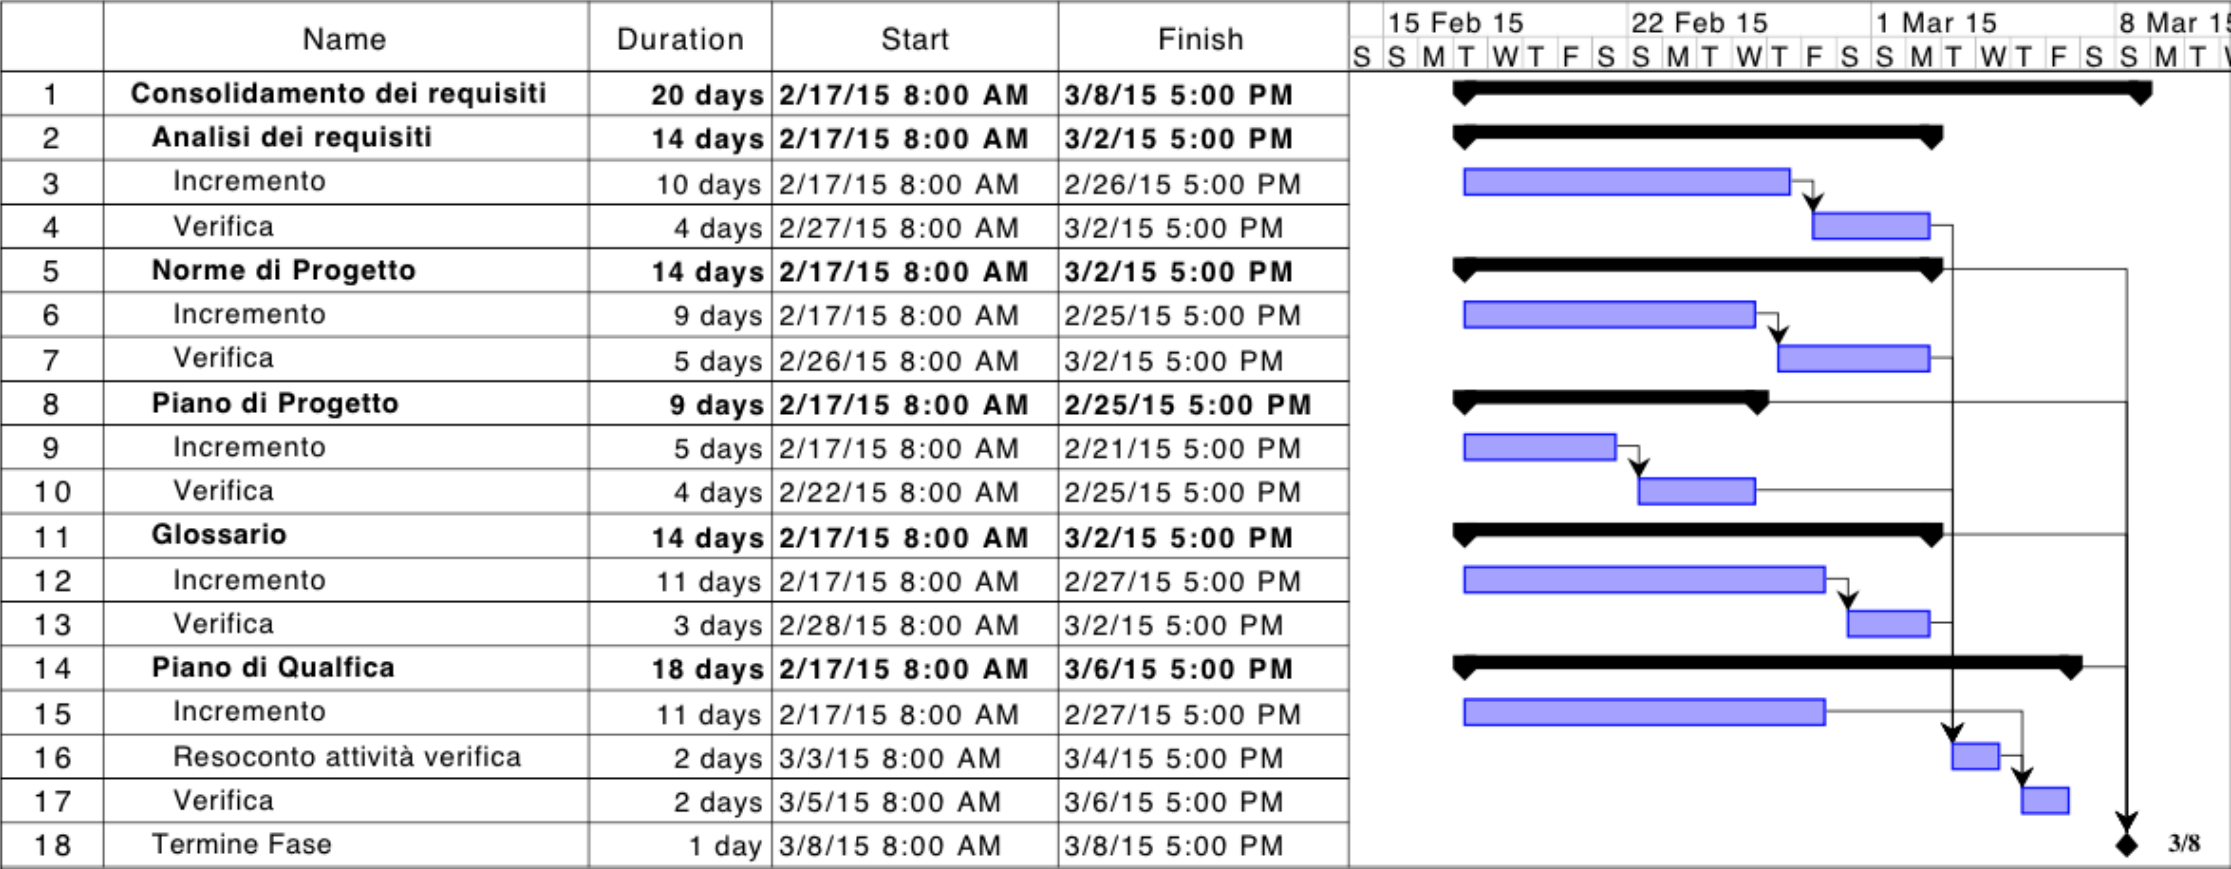 Name Duration Start Finish
15 Feb 15 22 Feb 15 1 Mar 15 8 Mar
S S M T W T F S S M T W T F S S M T W T F S S M T
1 Consolidamento dei requisiti 20 days 2/17/15 8:00 AM 3/8/15 5:00 PM
2 Analisi dei requisiti 14 days 2/17/15 8:00 AM 3/2/15 5:00 PM
3 Incremento 10 days 2/17/15 8:00 AM 2/26/15 5:00 PM
4 Verifica 4 days 2/27/15 8:00 AM 3/2/15 5:00 PM
5 Norme di Progetto 14 days 2/17/15 8:00 AM 3/2/15 5:00 PM
6 Incremento 9 days 2/17/15 8:00 AM 2/25/15 5:00 PM
7 Verifica 5 days 2/26/15 8:00 AM 3/2/15 5:00 PM
8 Piano di Progetto 9 days 2/17/15 8:00 AM 2/25/15 5:00 PM
9 Incremento 5 days 2/17/15 8:00 AM 2/21/15 5:00 PM
10 Verifica 4 days 2/22/15 8:00 AM 2/25/15 5:00 PM
11 Glossario 14 days 2/17/15 8:00 AM 3/2/15 5:00 PM
12 Incremento 11 days 2/17/15 8:00 AM 2/27/15 5:00 PM
13 Verifica 3 days 2/28/15 8:00 AM 3/2/15 5:00 PM
14 Piano di Qualfica 18 days 2/17/15 8:00 AM 3/6/15 5:00 PM
15 Incremento 11 days 2/17/15 8:00 AM 2/27/15 5:00 PM
16 Resoconto attività verifica 2 days 3/3/15 8:00 AM 3/4/15 5:00 PM
17 Verifica 2 days 3/5/15 8:00 AM 3/6/15 5:00 PM
18 Termine Fase 1 day 3/8/15 8:00 AM 3/8/15 5:00 PM 3/8